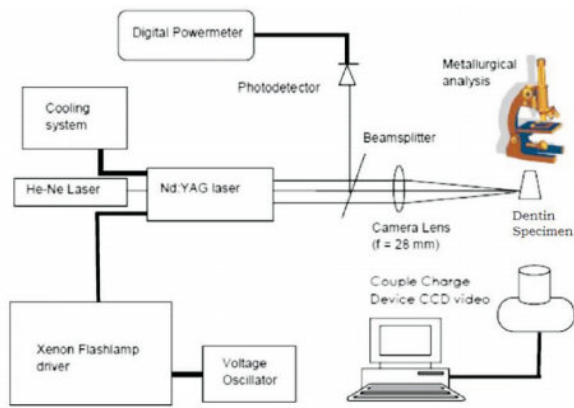 Digital Powermeter
Metallurgical
analysis
Photodetector
Cooling
system
Beamsplitter
He-Ne Laser
Nd:YAG laser
Camera Lens
(f = 28 mm)
Dentin
Specimen
Couple Charge
Device CCD video
Xenon Flashlamp
driver
Voltage
Oscillator